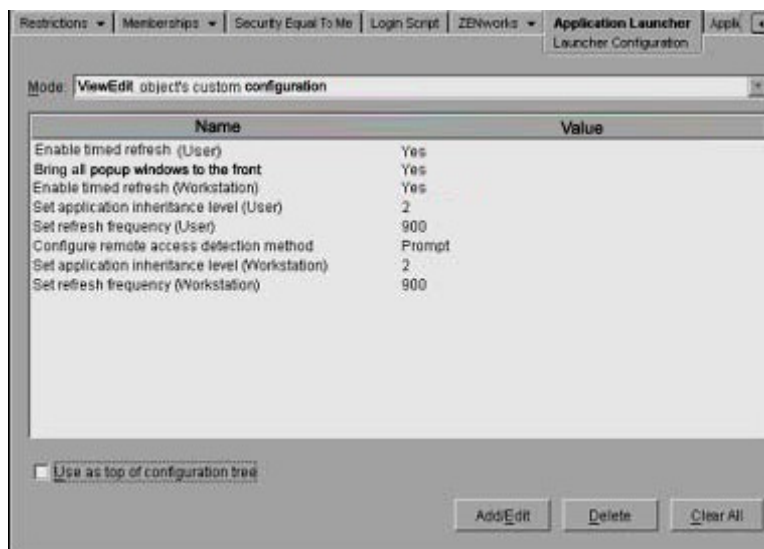 Restrictions Memberships Security Equal To Me Login Script ZENworks Application Launcher
Launcher Configuration
Mode: ViewEdit object's custom configuration
Name Value
Enable timed refresh (User) Yes
Bring all popup windows to the front Yes
Enable timed refresh (Workstation) Yes
Set application inheritance level (User) 2
Set refresh frequency (User) 900
Configure remote access detection method Prompt
Set application inheritance level (Workstation) 2
Set refresh frequency (Workstation) 900
Use as top of configuration tree
Add/Edit Delete Clear All